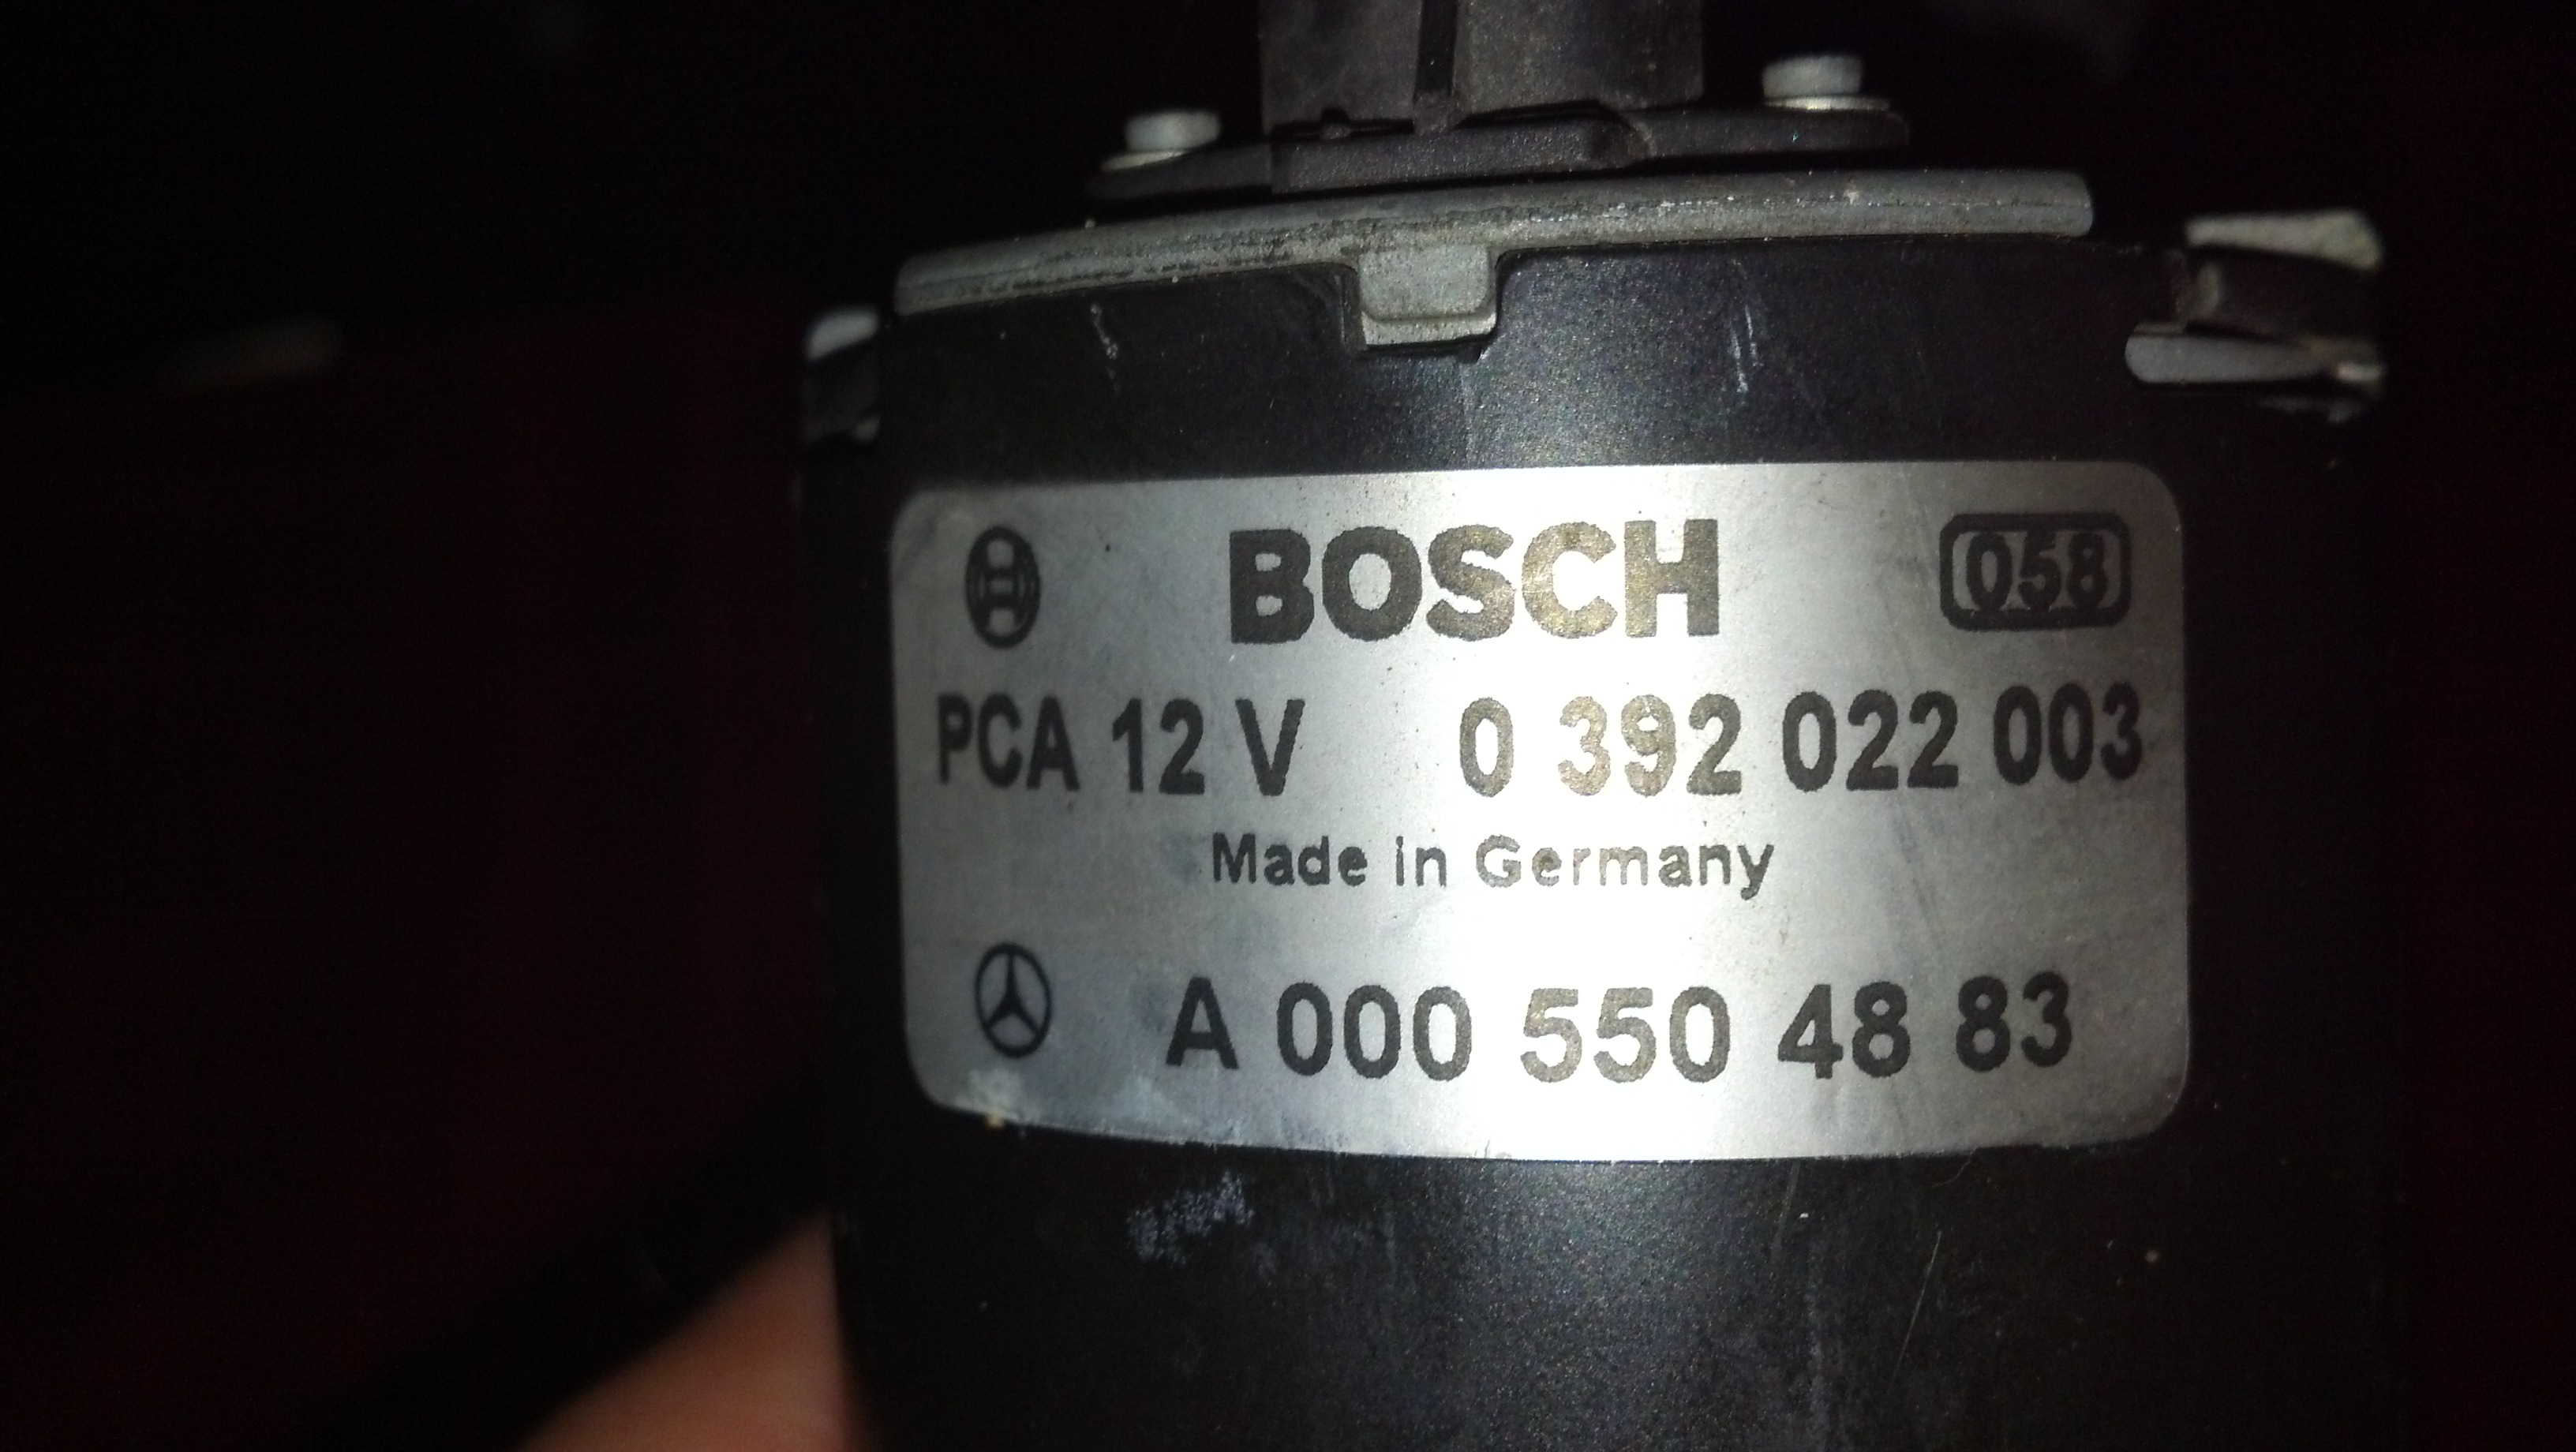 BOSCH 058
PCA 12 V 0 392 022 003
Made in Germany
A 000 550 48 83